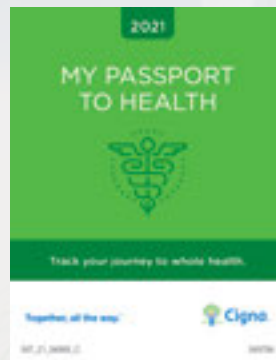 2021
MY PASSPORT
TO HEALTH
Track your journey to whole health.
Together, all the way.
Cigna